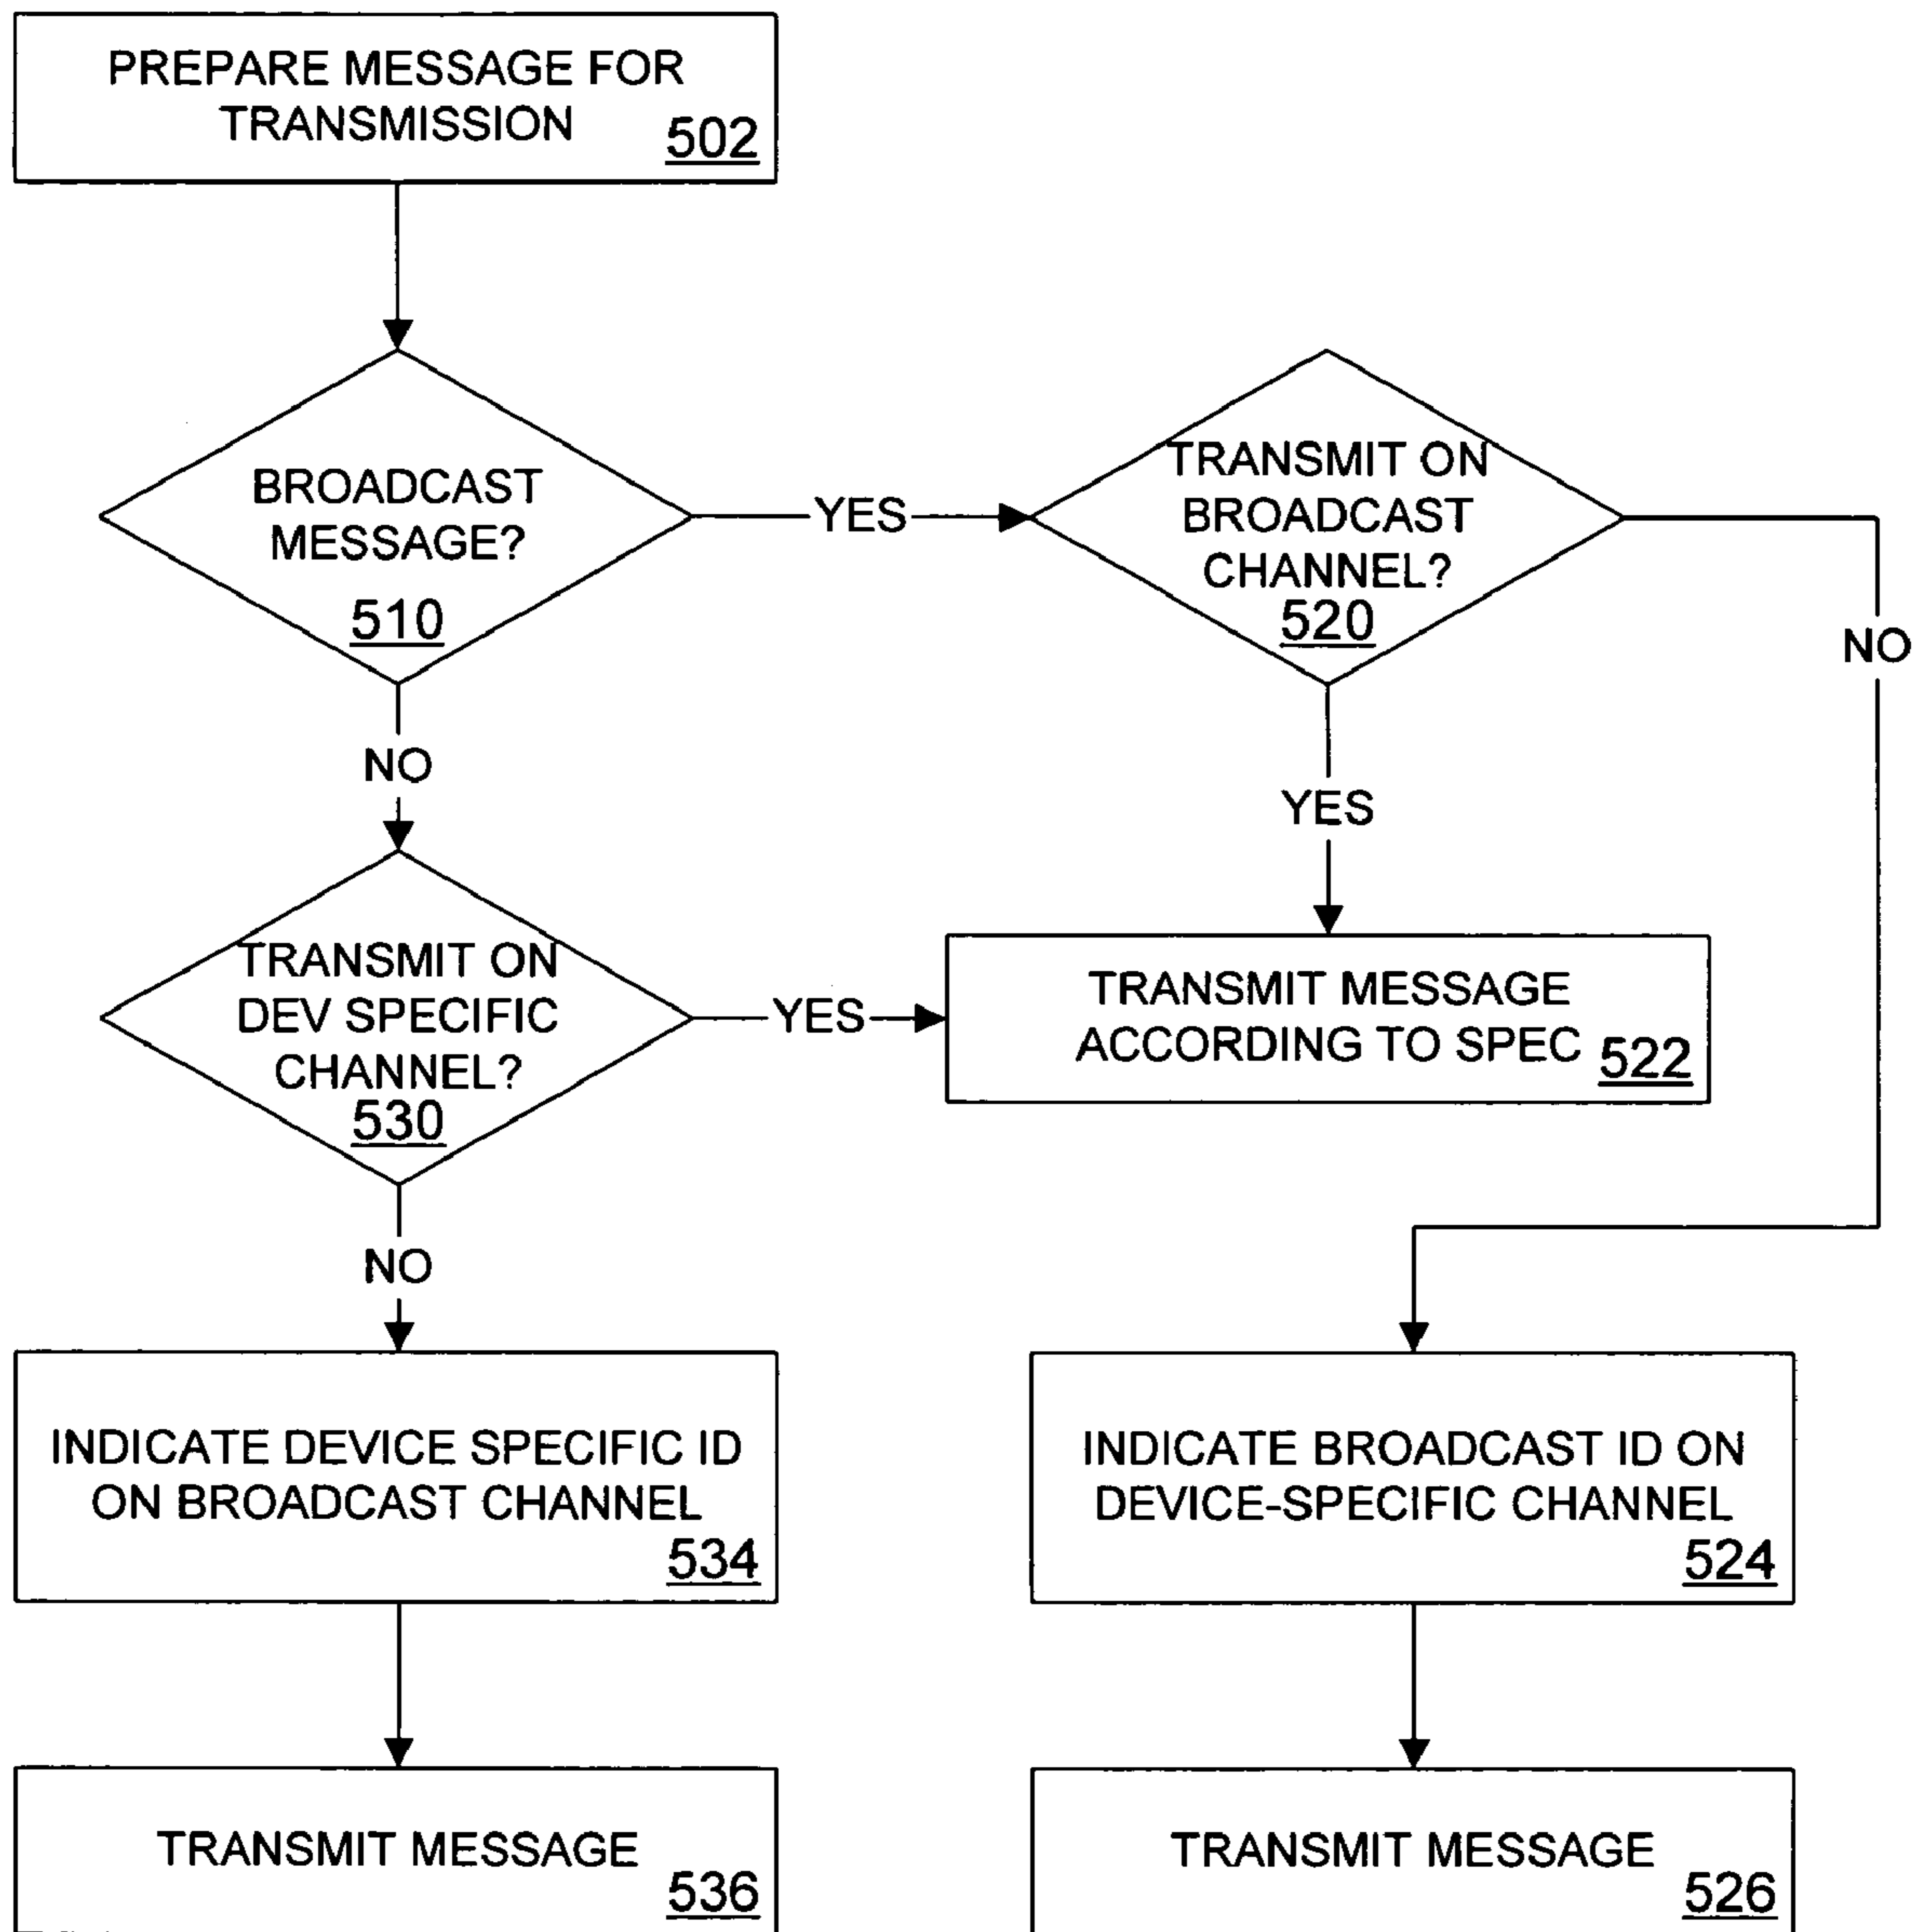 PREPARE MESSAGE FOR
TRANSMISSION
502
BROADCAST
MESSAGE?
510
YES
TRANSMIT ON
BROADCAST
CHANNEL?
520
NO
NO
YES
TRANSMIT ON
DEV SPECIFIC
CHANNEL?
530
YES
TRANSMIT MESSAGE
ACCORDING TO SPEC
522
NO
INDICATE DEVICE SPECIFIC ID
ON BROADCAST CHANNEL
534
INDICATE BROADCAST ID ON
DEVICE-SPECIFIC CHANNEL
524
TRANSMIT MESSAGE
536
TRANSMIT MESSAGE
526